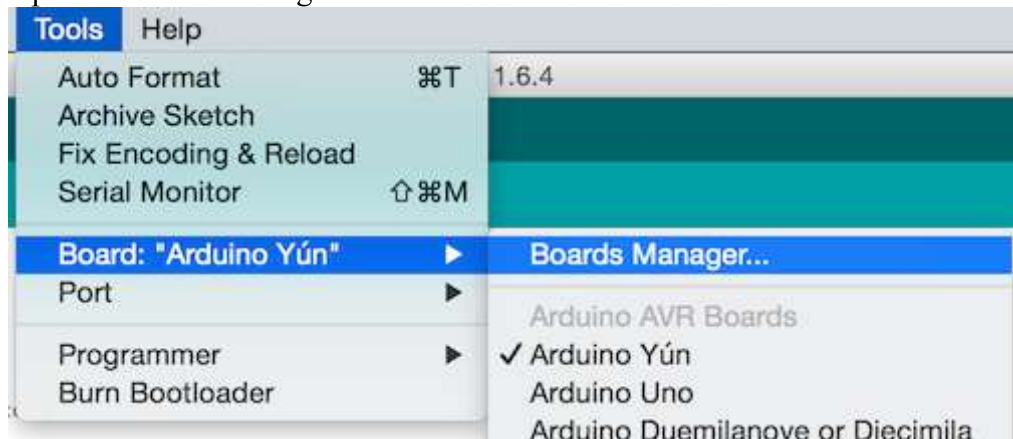 Tools Help
Auto Format ⌘T 1.6.4
Archive Sketch
Fix Encoding & Reload
Serial Monitor ⇧⌘M
Board: "Arduino Yún" ▶ Boards Manager...
Port ▶
Arduino AVR Boards
Programmer ▶ ✓ Arduino Yún
Burn Bootloader Arduino Uno
Arduino Duemilanove or Diecimila